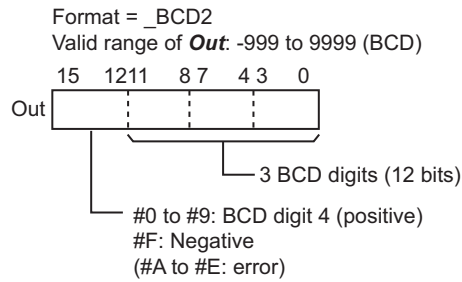 Format = _BCD2
Valid range of Out: -999 to 9999 (BCD)
15 1211 8 7 4 3 0
Out
3 BCD digits (12 bits)
#0 to #9: BCD digit 4 (positive)
#F: Negative
(#A to #E: error)